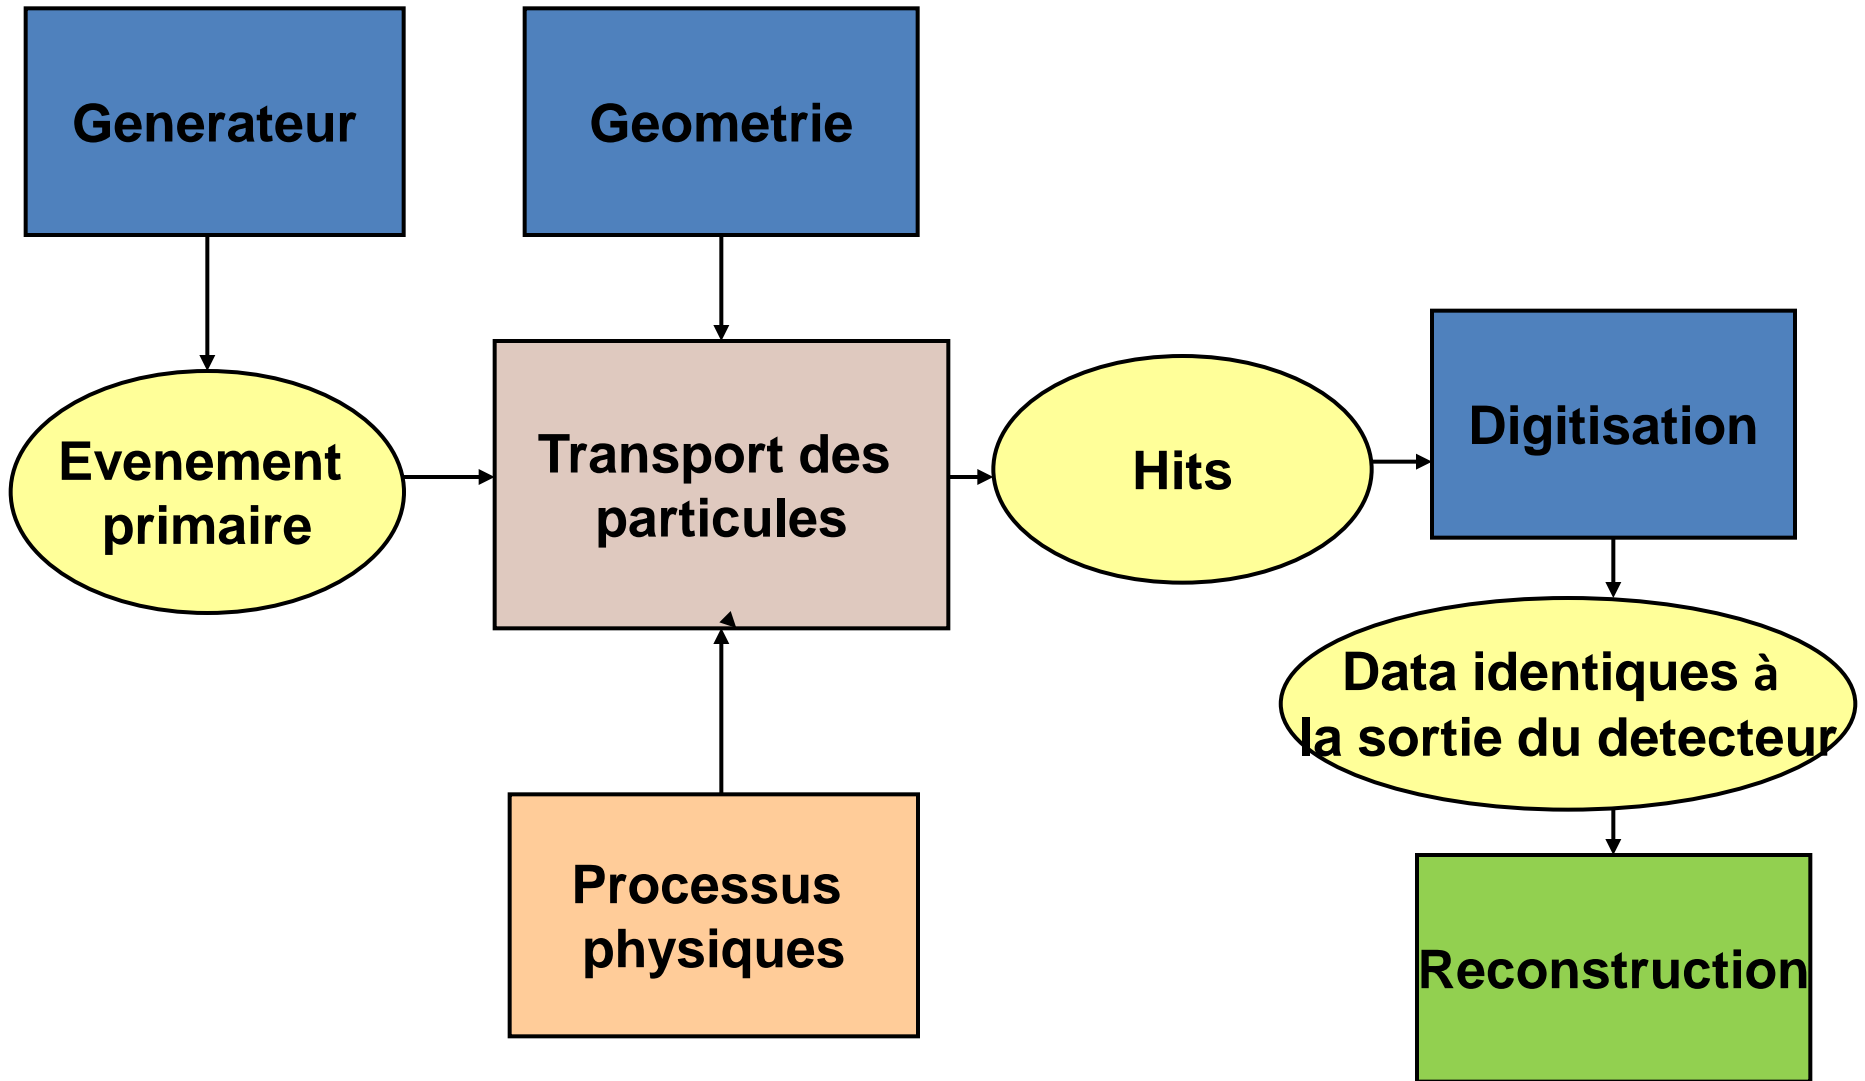 Generateur
Geometrie
Evenement
primaire
Transport des
particules
Hits
Digitisation
Data identiques à
la sortie du detecteur
Processus
physiques
Reconstruction